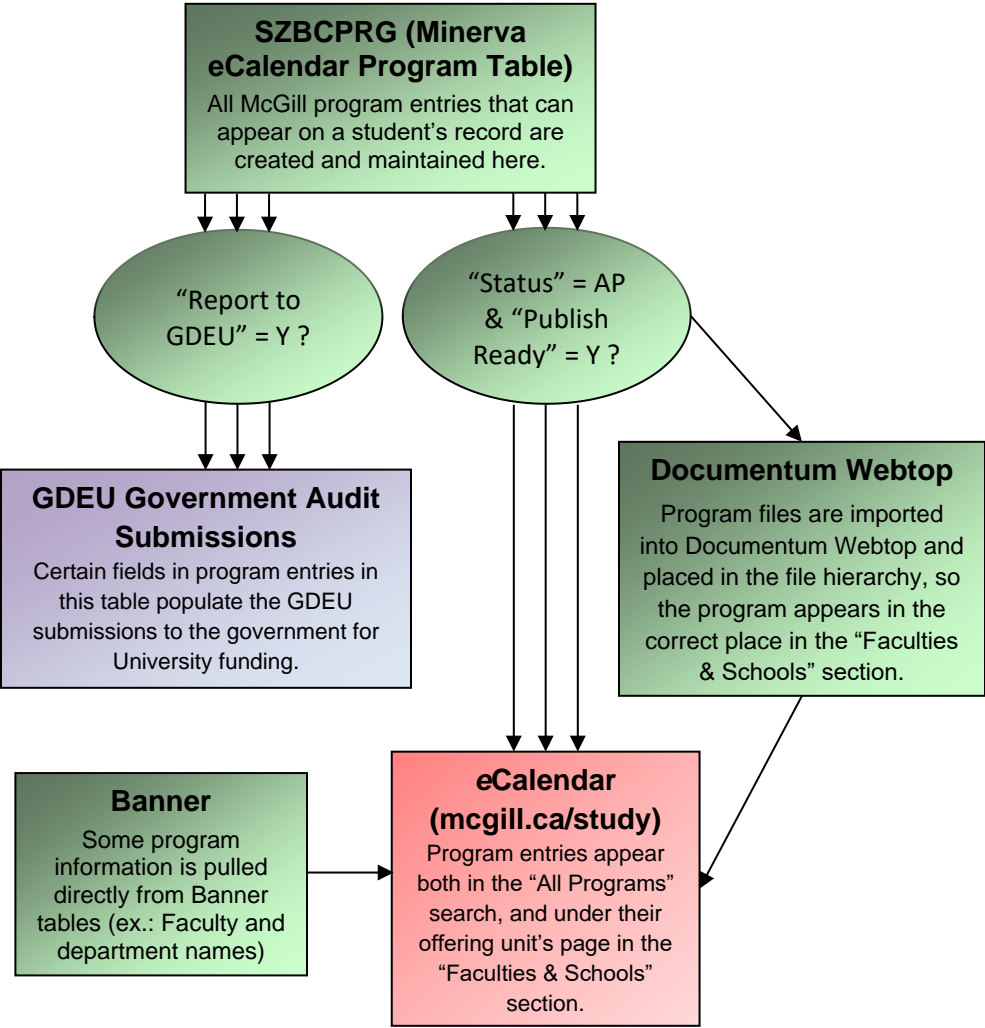 SZBCPRG (Minerva
eCalendar Program Table)
All McGill program entries that can
appear on a student’s record are
created and maintained here.
“Report to
GDEU” = Y ?
“Status” = AP
& “Publish
Ready” = Y ?
GDEU Government Audit
Submissions
Certain fields in program entries in
this table populate the GDEU
submissions to the government for
University funding.
Documentum Webtop
Program files are imported
into Documentum Webtop and
placed in the file hierarchy, so
the program appears in the
correct place in the “Faculties
& Schools” section.
Banner
Some program
information is pulled
directly from Banner
tables (ex.: Faculty and
department names)
eCalendar
(mcgill.ca/study)
Program entries appear
both in the “All Programs”
search, and under their
offering unit’s page in the
“Faculties & Schools”
section.